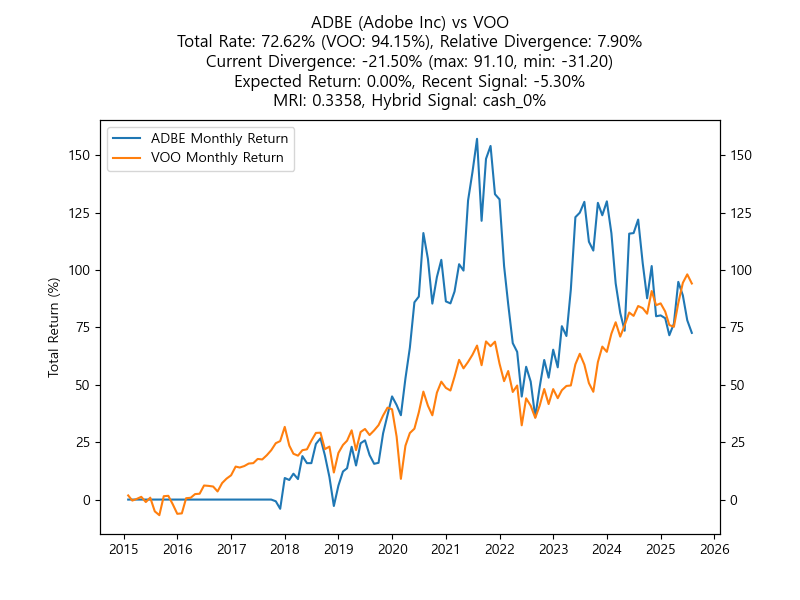 ADBE (Adobe Inc) vs VOO
Total Rate: 72.62% (VOO: 94.15%), Relative Divergence: 7.90%
Current Divergence: -21.50% (max: 91.10, min: -31.20)
Expected Return: 0.00%, Recent Signal: -5.30%
MRI: 0.3358, Hybrid Signal: cash_0%
ADBE Monthly Return
VOO Monthly Return
Total Return (%)
150
125
100
75
50
25
0
150
125
100
75
50
25
0
2015 2016 2017 2018 2019 2020 2021 2022 2023 2024 2025 2026